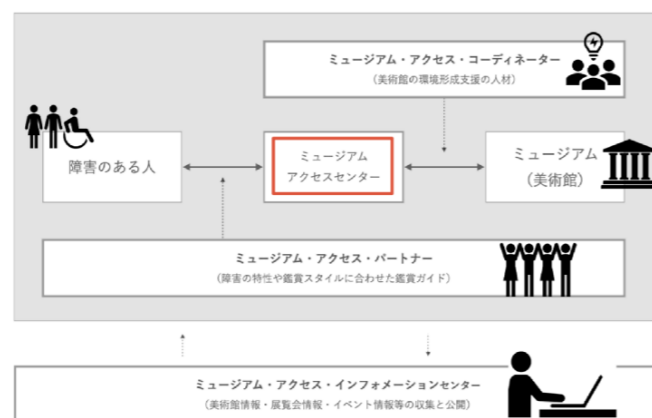 ミュージアム・アクセス・コーディネーター
（美術館の環境形成支援の人材）
障害のある人
ミュージアム
アクセスセンター
ミュージアム
（美術館）
ミュージアム・アクセス・パートナー
（障害の特性や鑑賞スタイルに合わせた鑑賞ガイド）
ミュージアム・アクセス・インフォメーションセンター
（美術館情報・展覧会情報・イベント情報等の収集と公開）